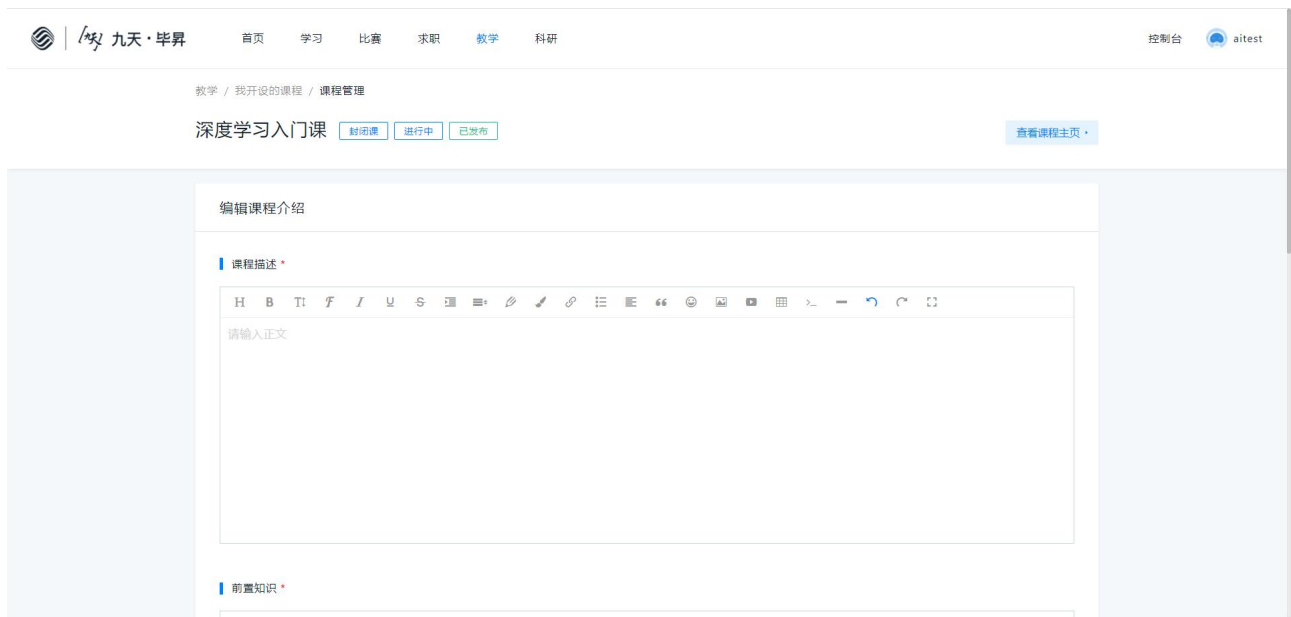 九天·毕昇 首页 学习 比赛 求职 教学 科研 控制台 aitest
教学 / 我开设的课程 / 课程管理
深度学习入门课 封闭课 进行中 已发布 查看课程主页
编辑课程介绍
课程描述 *
H B T F I U S
请输入正文
前置知识 *